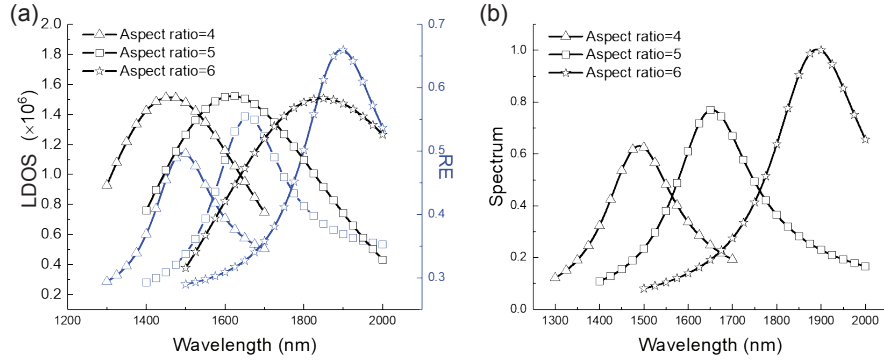 (a)
Aspect ratio=4
Aspect ratio=5
Aspect ratio=6
LDOS (×10⁶)
2.0
1.8
1.6
1.4
1.2
1.0
0.8
0.6
0.4
0.2
0.7
0.6
0.5
0.4
0.3
RE
1200 1400 1600 1800 2000
Wavelength (nm)
(b)
Aspect ratio=4
Aspect ratio=5
Aspect ratio=6
Spectrum
1.0
0.8
0.6
0.4
0.2
0.0
1300 1400 1500 1600 1700 1800 1900 2000
Wavelength (nm)